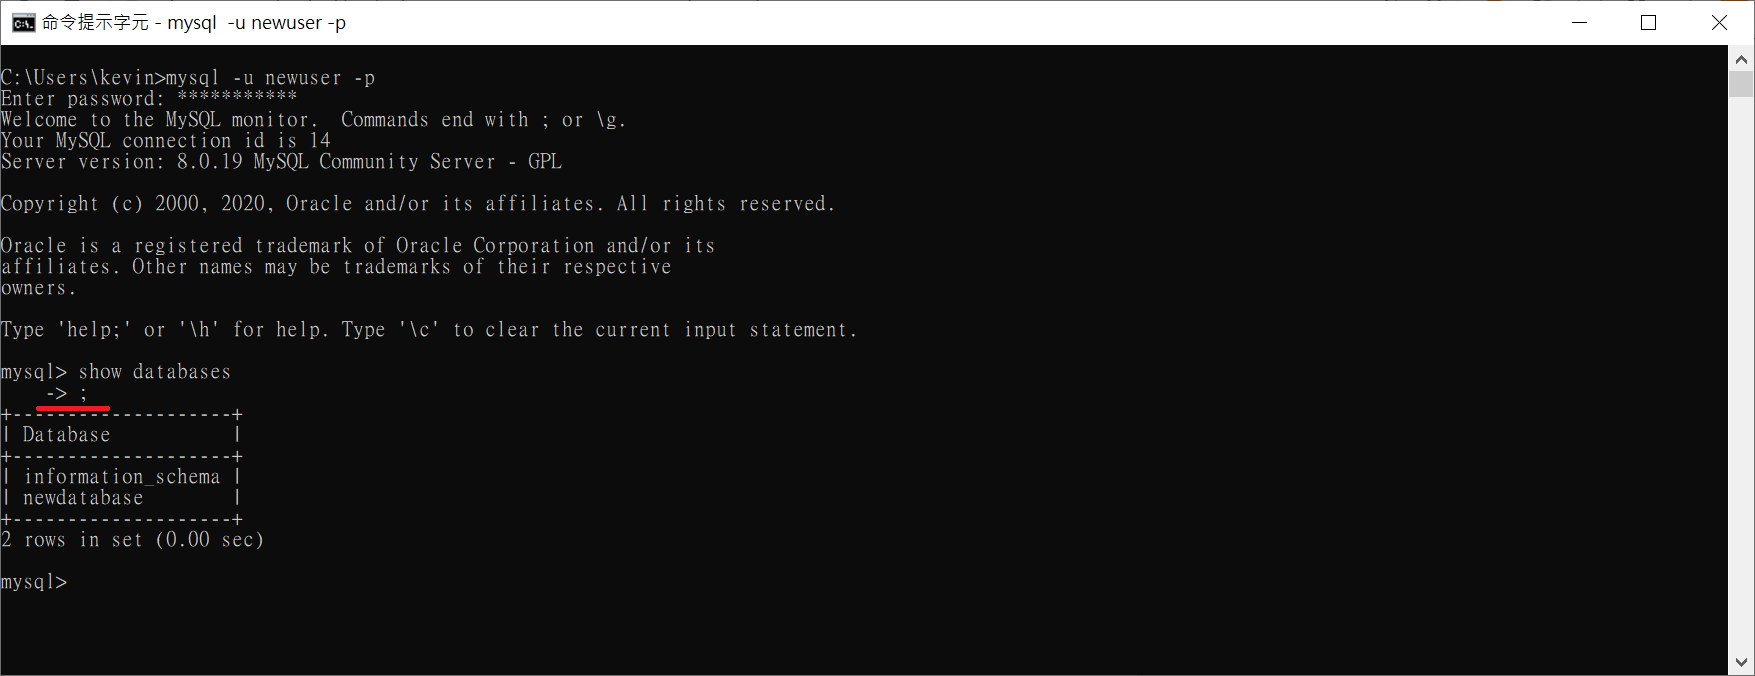 命令提示字元 - mysql  -u newuser -p
C:\Users\kevin>mysql -u newuser -p
Enter password: ***********
Welcome to the MySQL monitor.  Commands end with ; or \g.
Your MySQL connection id is 14
Server version: 8.0.19 MySQL Community Server - GPL
Copyright (c) 2000, 2020, Oracle and/or its affiliates. All rights reserved.
Oracle is a registered trademark of Oracle Corporation and/or its
affiliates. Other names may be trademarks of their respective
owners.
Type 'help;' or '\h' for help. Type '\c' to clear the current input statement.
mysql> show databases
    -> ;
+--------------------+
| Database           |
+--------------------+
| information_schema |
| newdatabase        |
+--------------------+
2 rows in set (0.00 sec)
mysql>